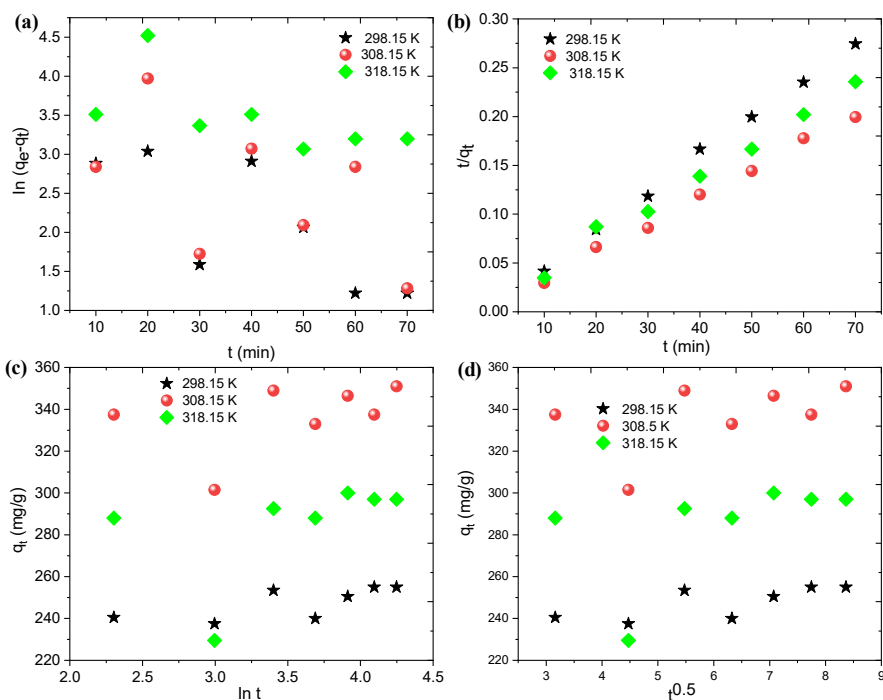 (a)
298.15 K
308.15 K
318.15 K
ln (qe-qt)
4.5
4.0
3.5
3.0
2.5
2.0
1.5
1.0
10 20 30 40 50 60 70
t (min)
(b)
298.15 K
308.15 K
318.15 K
t/qt
0.30
0.25
0.20
0.15
0.10
0.05
0.00
10 20 30 40 50 60 70
t (min)
(c)
298.15 K
308.15 K
318.15 K
qt (mg/g)
360
340
320
300
280
260
240
220
2.0 2.5 3.0 3.5 4.0 4.5
ln t
(d)
298.15 K
308.5 K
318.15 K
qt (mg/g)
360
340
320
300
280
260
240
220
3 4 5 6 7 8 9
t0.5